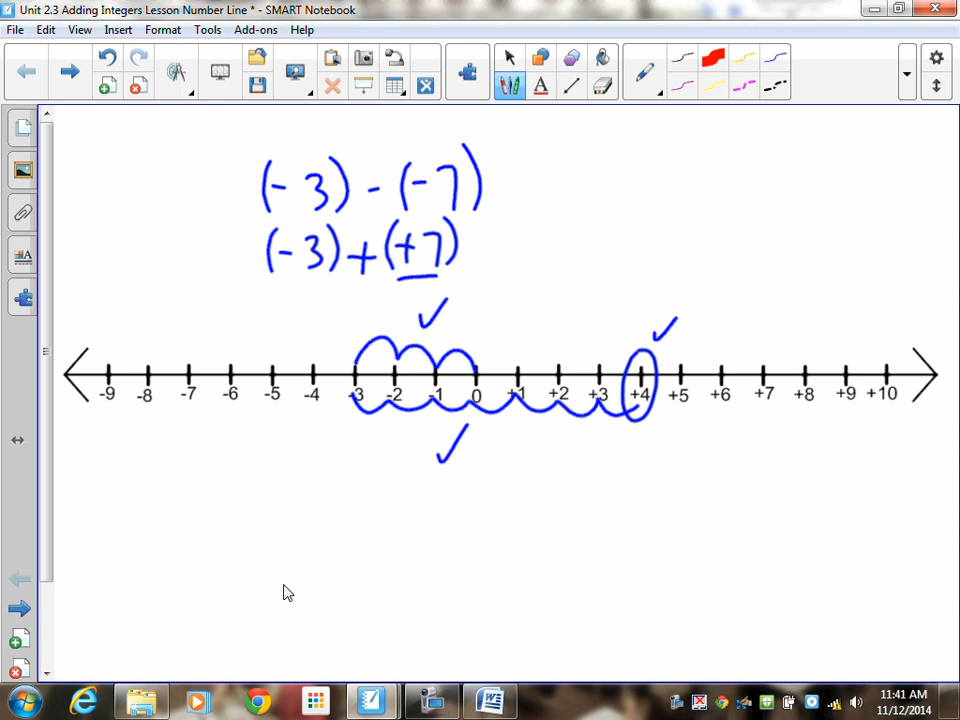 Unit 2.3 Adding Integers Lesson Number Line * - SMART Notebook
File Edit View Insert Format Tools Add-ons Help
(-3) - (-7)
(-3) + (+7)
-9 -8 -7 -6 -5 -4 -3 -2 -1 0 +1 +2 +3 +4 +5 +6 +7 +8 +9 +10
11:41 AM
11/12/2014